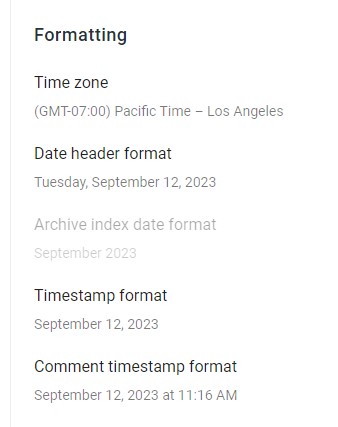 Formatting
Time zone
(GMT-07:00) Pacific Time – Los Angeles
Date header format
Tuesday, September 12, 2023
Archive index date format
September 2023
Timestamp format
September 12, 2023
Comment timestamp format
September 12, 2023 at 11:16 AM